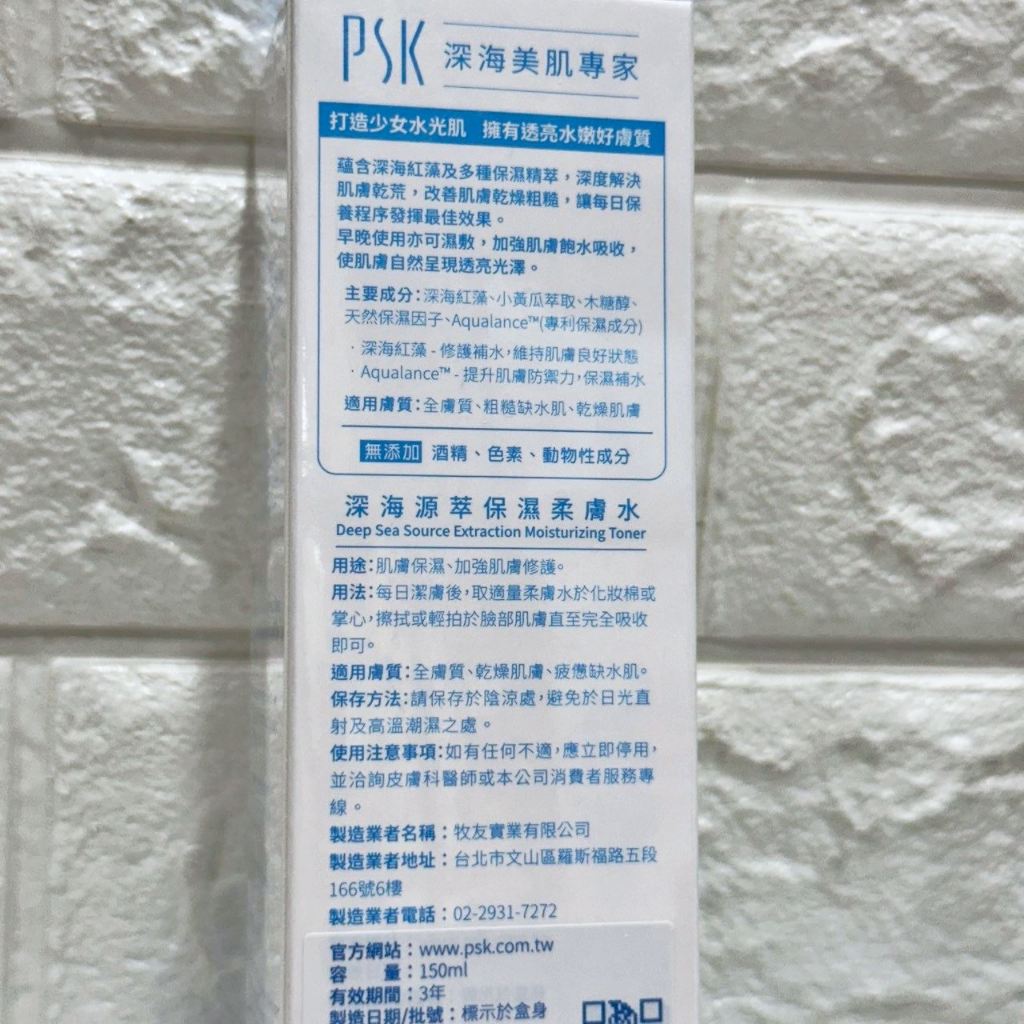 PSK 深海美肌專家
打造少女水光肌 擁有透亮水嫩好膚質
蘊含深海紅藻及多種保濕精萃，深度解決
肌膚乾荒，改善肌膚乾燥粗糙，讓每日保
養程序發揮最佳效果。
早晚使用亦可濕敷，加強肌膚飽水吸收，
使肌膚自然呈現透亮光澤。
主要成分：深海紅藻、小黃瓜萃取、木糖醇、
天然保濕因子、Aqualance™(專利保濕成分)
· 深海紅藻 - 修護補水，維持肌膚良好狀態
· Aqualance™ - 提升肌膚防禦力，保濕補水
適用膚質：全膚質、粗糙缺水肌、乾燥肌膚
無添加 酒精、色素、動物性成分
深海源萃保濕柔膚水
Deep Sea Source Extraction Moisturizing Toner
用途：肌膚保濕、加強肌膚修護。
用法：每日潔膚後，取適量柔膚水於化妝棉或
掌心，擦拭或輕拍於臉部肌膚直至完全吸收
即可。
適用膚質：全膚質、乾燥肌膚、疲憊缺水肌。
保存方法：請保存於陰涼處，避免於日光直
射及高溫潮濕之處。
使用注意事項：如有任何不適，應立即停用，
並洽詢皮膚科醫師或本公司消費者服務專
線。
製造業者名稱：牧友實業有限公司
製造業者地址：台北市文山區羅斯福路五段
166號6樓
製造業者電話：02-2931-7272
官方網站：www.psk.com.tw
容　　量：150ml
有效期間：3年
製造日期/批號：標示於盒身